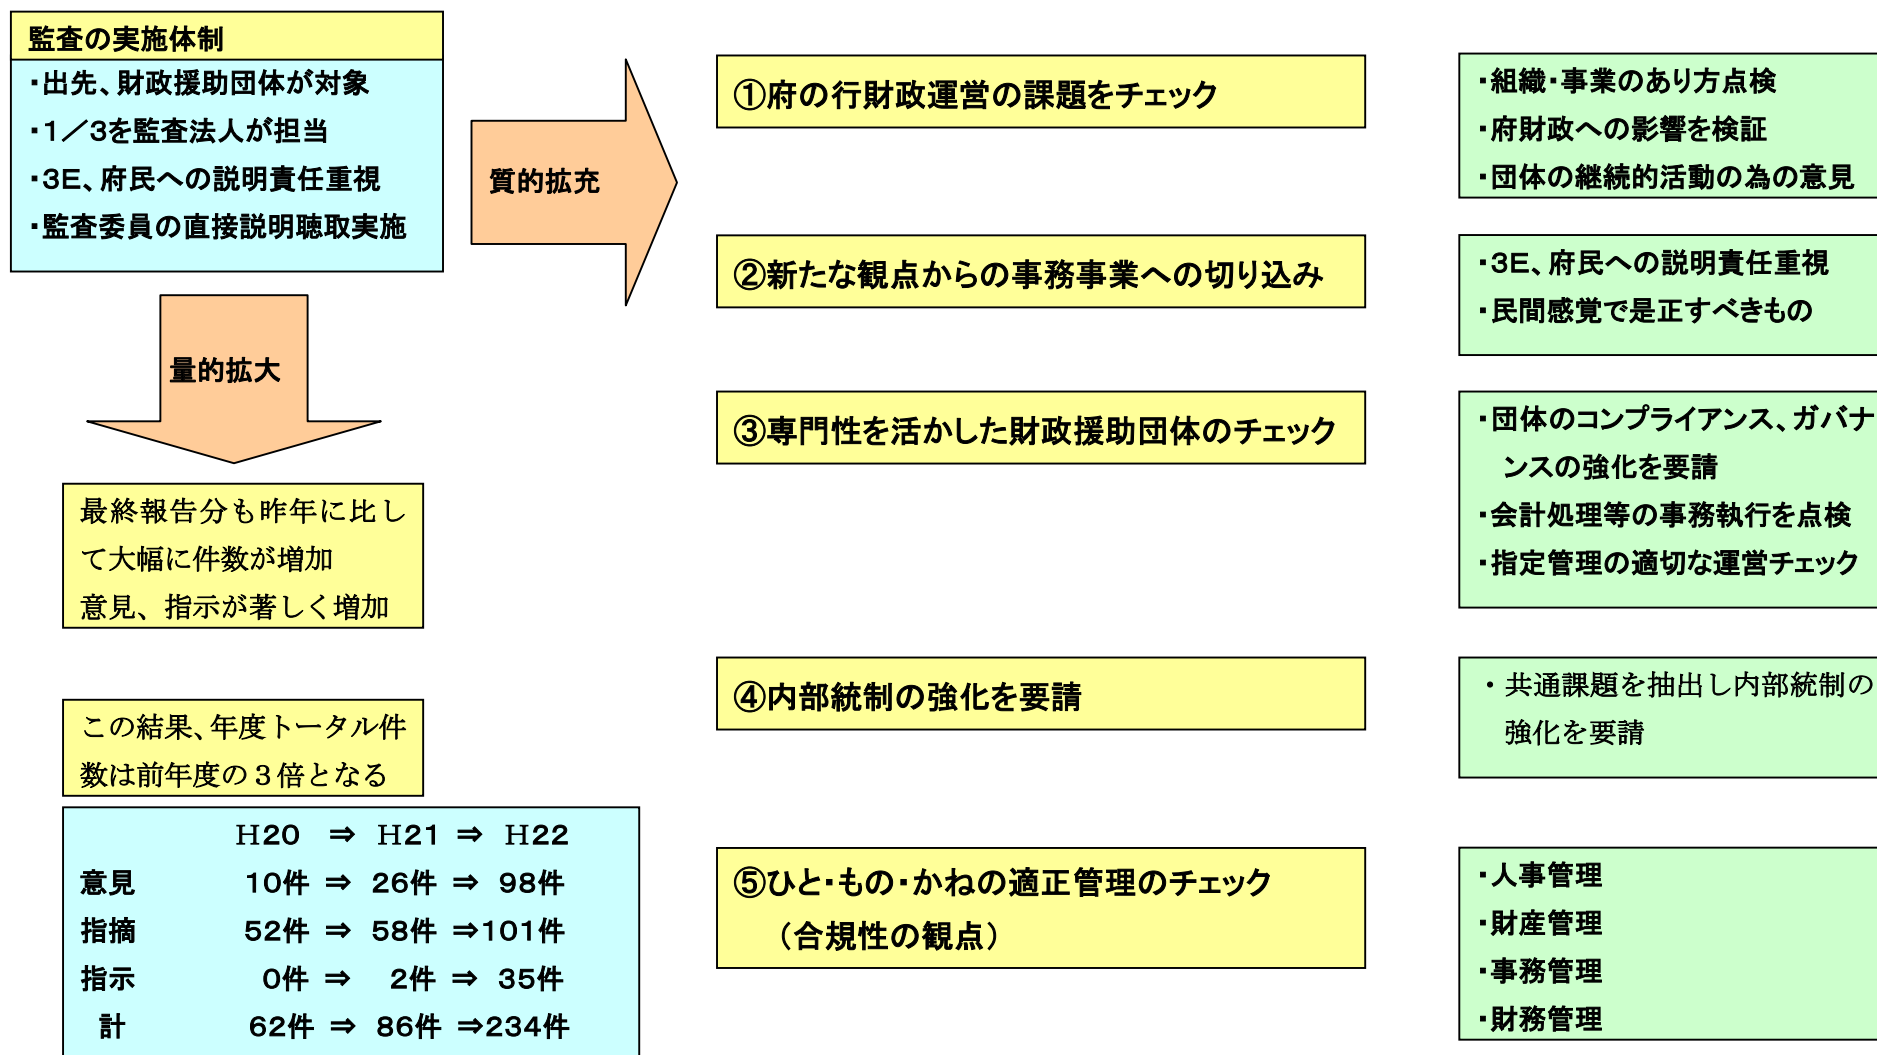 監査の実施体制
・出先、財政援助団体が対象
・1／3を監査法人が担当
・3E、府民への説明責任重視
・監査委員の直接説明聴取実施
質的拡充
量的拡大
最終報告分も昨年に比し
て大幅に件数が増加
意見、指示が著しく増加
この結果、年度トータル件
数は前年度の３倍となる
H20 ⇒ H21 ⇒ H22
意見 10件 ⇒ 26件 ⇒ 98件
指摘 52件 ⇒ 58件 ⇒101件
指示 0件 ⇒ 2件 ⇒ 35件
計 62件 ⇒ 86件 ⇒234件
①府の行財政運営の課題をチェック
・組織・事業のあり方点検
・府財政への影響を検証
・団体の継続的活動の為の意見
②新たな観点からの事務事業への切り込み
・3E、府民への説明責任重視
・民間感覚で是正すべきもの
③専門性を活かした財政援助団体のチェック
・団体のコンプライアンス、ガバナ
ンスの強化を要請
・会計処理等の事務執行を点検
・指定管理の適切な運営チェック
④内部統制の強化を要請
・共通課題を抽出し内部統制の
強化を要請
⑤ひと・もの・かねの適正管理のチェック
（合規性の観点）
・人事管理
・財産管理
・事務管理
・財務管理